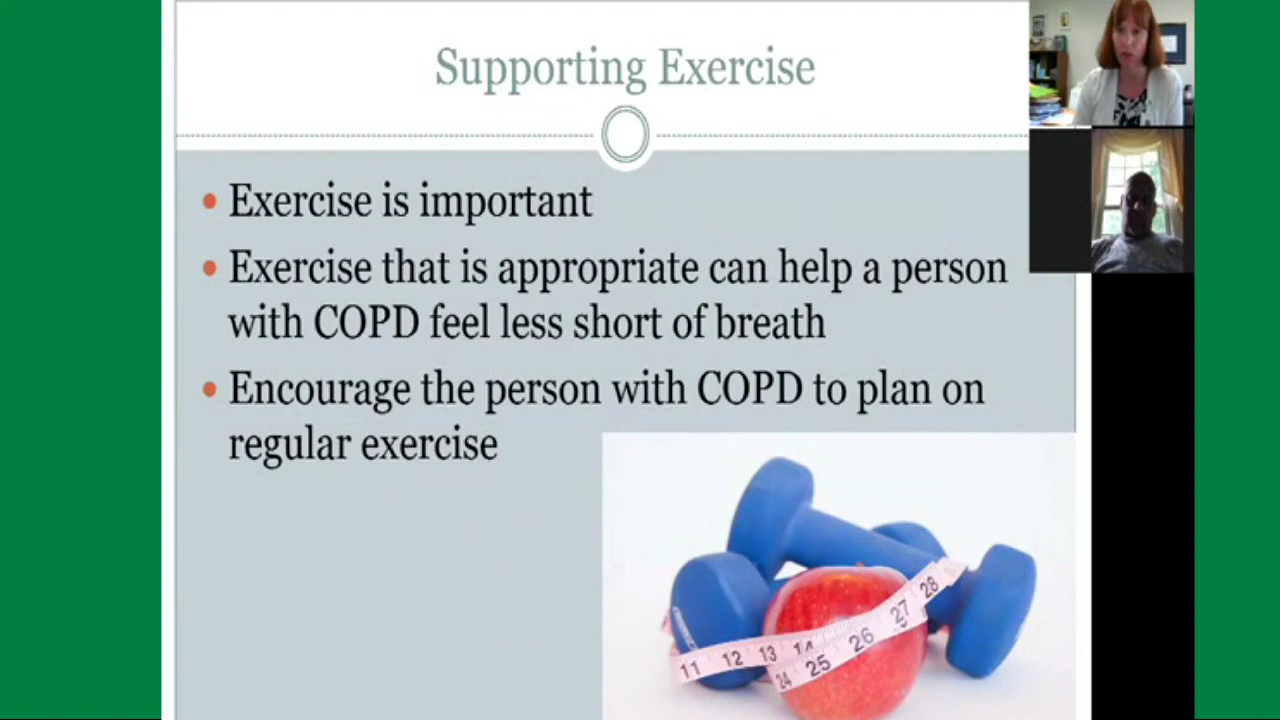 Supporting Exercise
Exercise is important
Exercise that is appropriate can help a person
with COPD feel less short of breath
Encourage the person with COPD to plan on
regular exercise
11 12 13 14
24 25 26 27 28